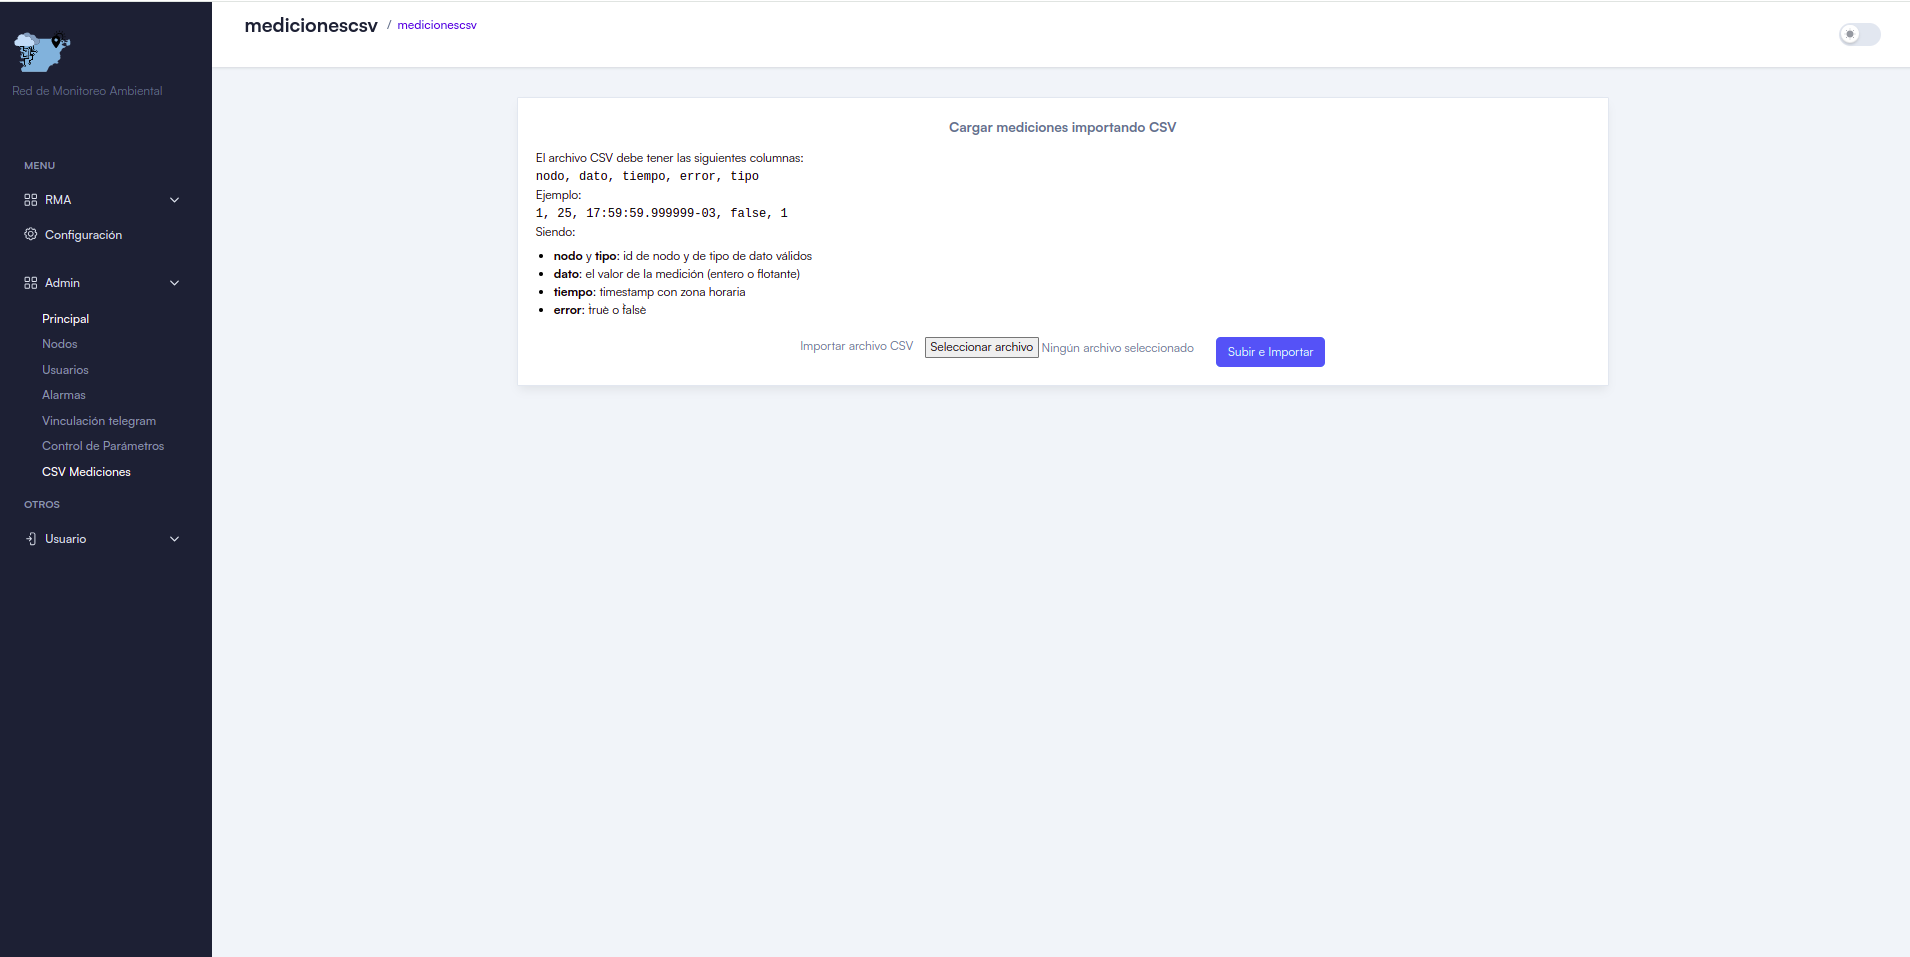 Red de Monitoreo Ambiental
MENU
RMA
Configuración
Admin
Principal
Nodos
Usuarios
Alarmas
Vinculación telegram
Control de Parámetros
CSV Mediciones
OTROS
Usuario
medicionescsv / medicionescsv
Cargar mediciones importando CSV
El archivo CSV debe tener las siguientes columnas:
nodo, dato, tiempo, error, tipo
Ejemplo:
1, 25, 17:59:59.999999-03, false, 1
Siendo:
• nodo y tipo: id de nodo y de tipo de dato válidos
• dato: el valor de la medición (entero o flotante)
• tiempo: timestamp con zona horaria
• error: `true` o `false`
Importar archivo CSV Seleccionar archivo Ningún archivo seleccionado Subir e Importar